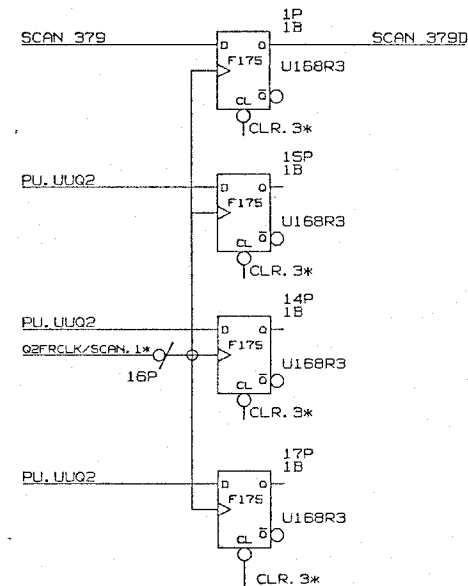 1P
1B
SCAN 379
SCAN 379D
D Q
F175
U168R3
CL Q
CLR.3*
15P
1B
PU.UUQ2
D Q
F175
U168R3
CL Q
CLR.3*
14P
1B
PU.UUQ2
D Q
F175
Q2FRCLK/SCAN.1*
16P
U168R3
CL Q
CLR.3*
17P
1B
PU.UUQ2
D Q
F175
U168R3
CL Q
CLR.3*